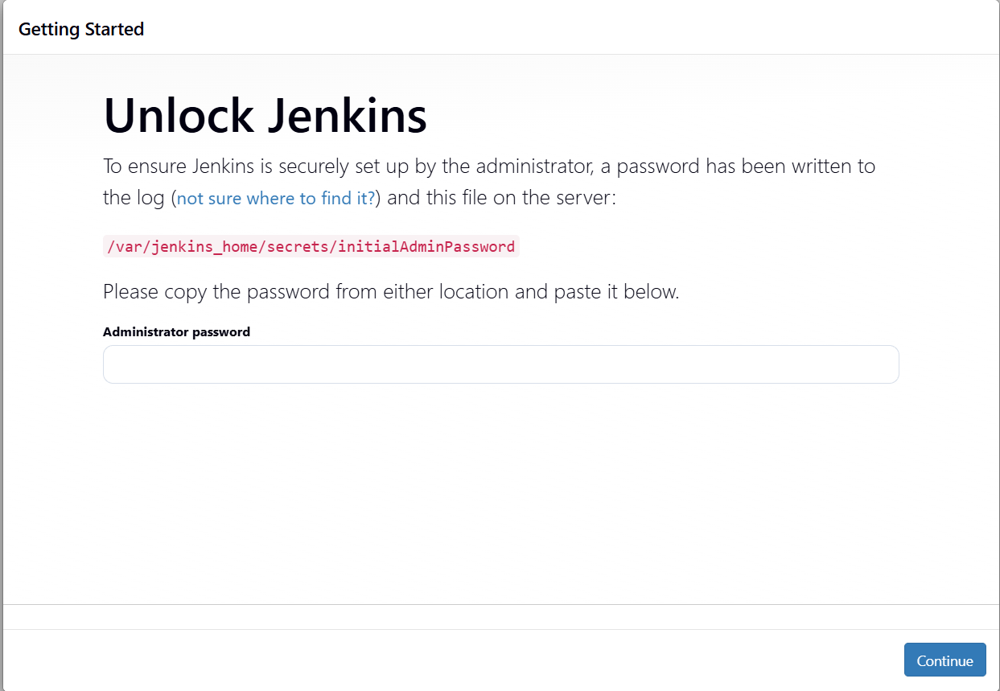 Getting Started
Unlock Jenkins
To ensure Jenkins is securely set up by the administrator, a password has been written to
the log (not sure where to find it?) and this file on the server:
/var/jenkins_home/secrets/initialAdminPassword
Please copy the password from either location and paste it below.
Administrator password
Continue